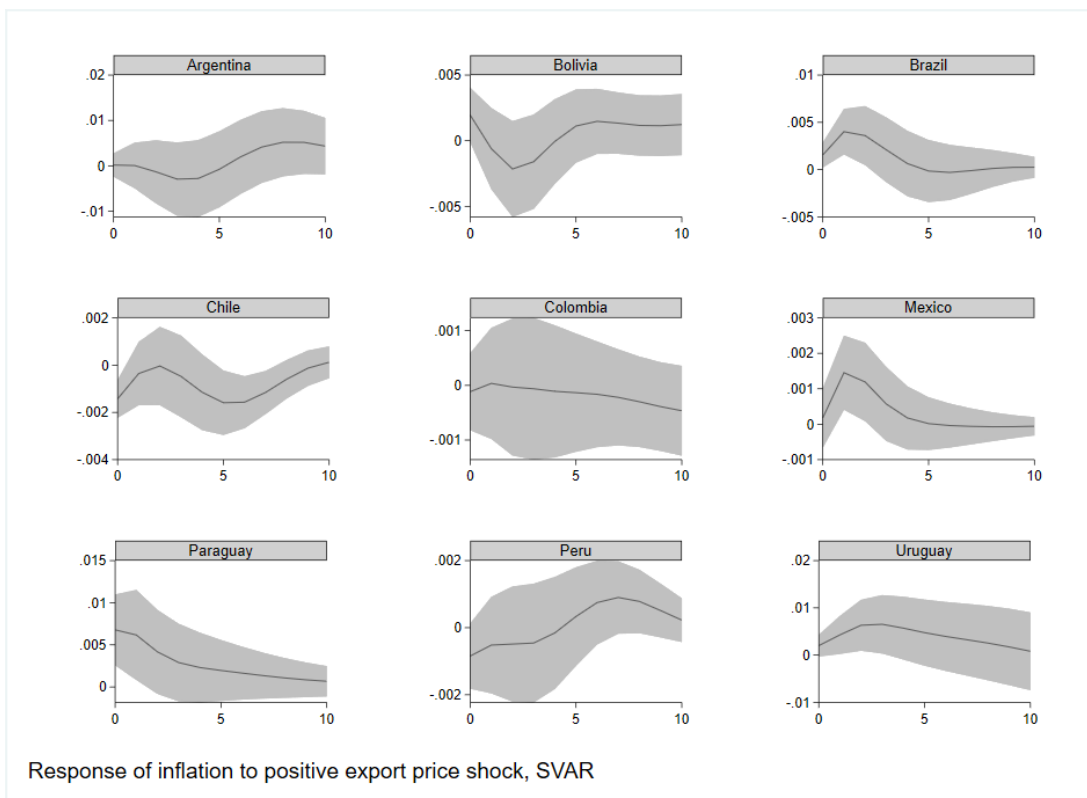 Argentina
.02
.01
0
-.01
0 5 10
Bolivia
.005
0
-.005
0 5 10
Brazil
.01
.005
0
-.005
0 5 10
Chile
.002
0
-.002
-.004
0 5 10
Colombia
.001
0
-.001
0 5 10
Mexico
.003
.002
.001
0
-.001
0 5 10
Paraguay
.015
.01
.005
0
0 5 10
Peru
.002
0
-.002
0 5 10
Uruguay
.02
.01
0
-.01
0 5 10
Response of inflation to positive export price shock, SVAR